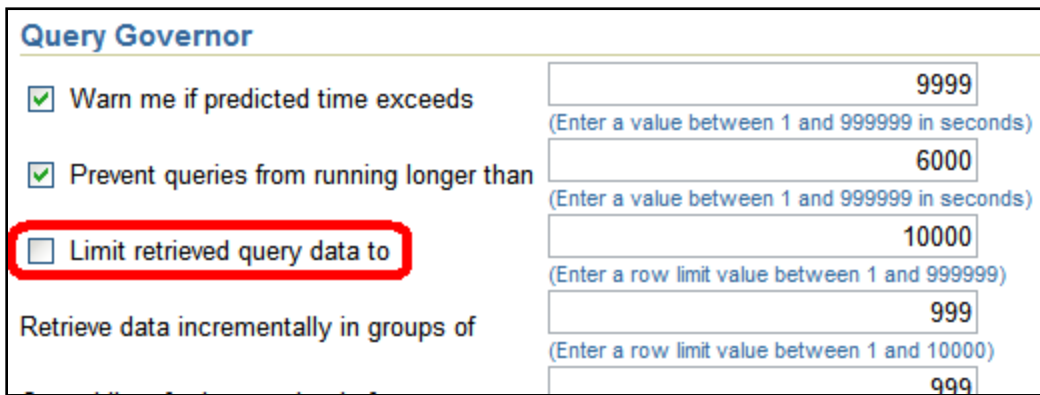 Query Governor
Warn me if predicted time exceeds 9999
(Enter a value between 1 and 999999 in seconds)
Prevent queries from running longer than 6000
(Enter a value between 1 and 999999 in seconds)
Limit retrieved query data to 10000
(Enter a row limit value between 1 and 999999)
Retrieve data incrementally in groups of 999
(Enter a row limit value between 1 and 10000)
999